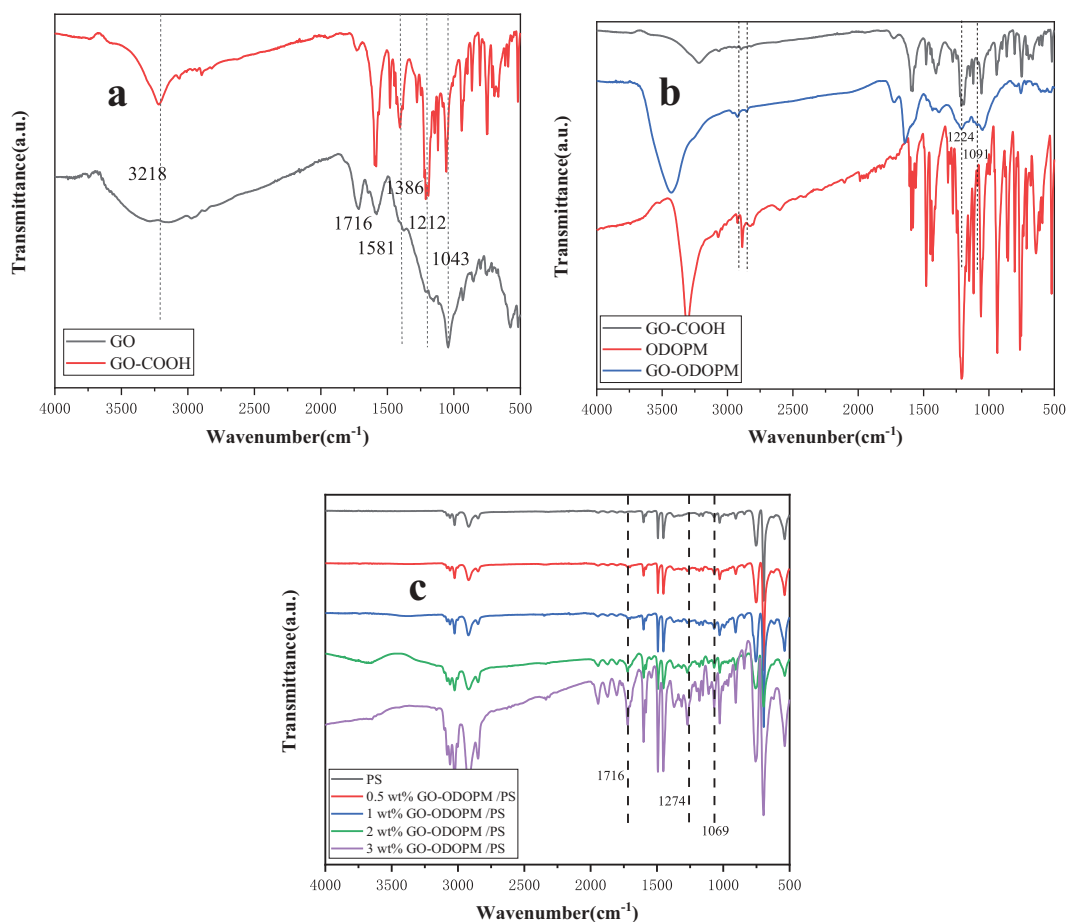 a
Transmittance(a.u.)
3218
1386
1716
1212
1581
1043
GO
GO-COOH
4000 3500 3000 2500 2000 1500 1000 500
Wavenumber(cm-1)
b
Transmittance(a.u.)
1224
1091
GO-COOH
ODOPM
GO-ODOPM
4000 3500 3000 2500 2000 1500 1000 500
Wavenunber(cm-1)
c
Transmittance(a.u.)
1716
1274
1069
PS
0.5 wt% GO-ODOPM /PS
1 wt% GO-ODOPM /PS
2 wt% GO-ODOPM /PS
3 wt% GO-ODOPM /PS
4000 3500 3000 2500 2000 1500 1000 500
Wavenumber(cm-1)